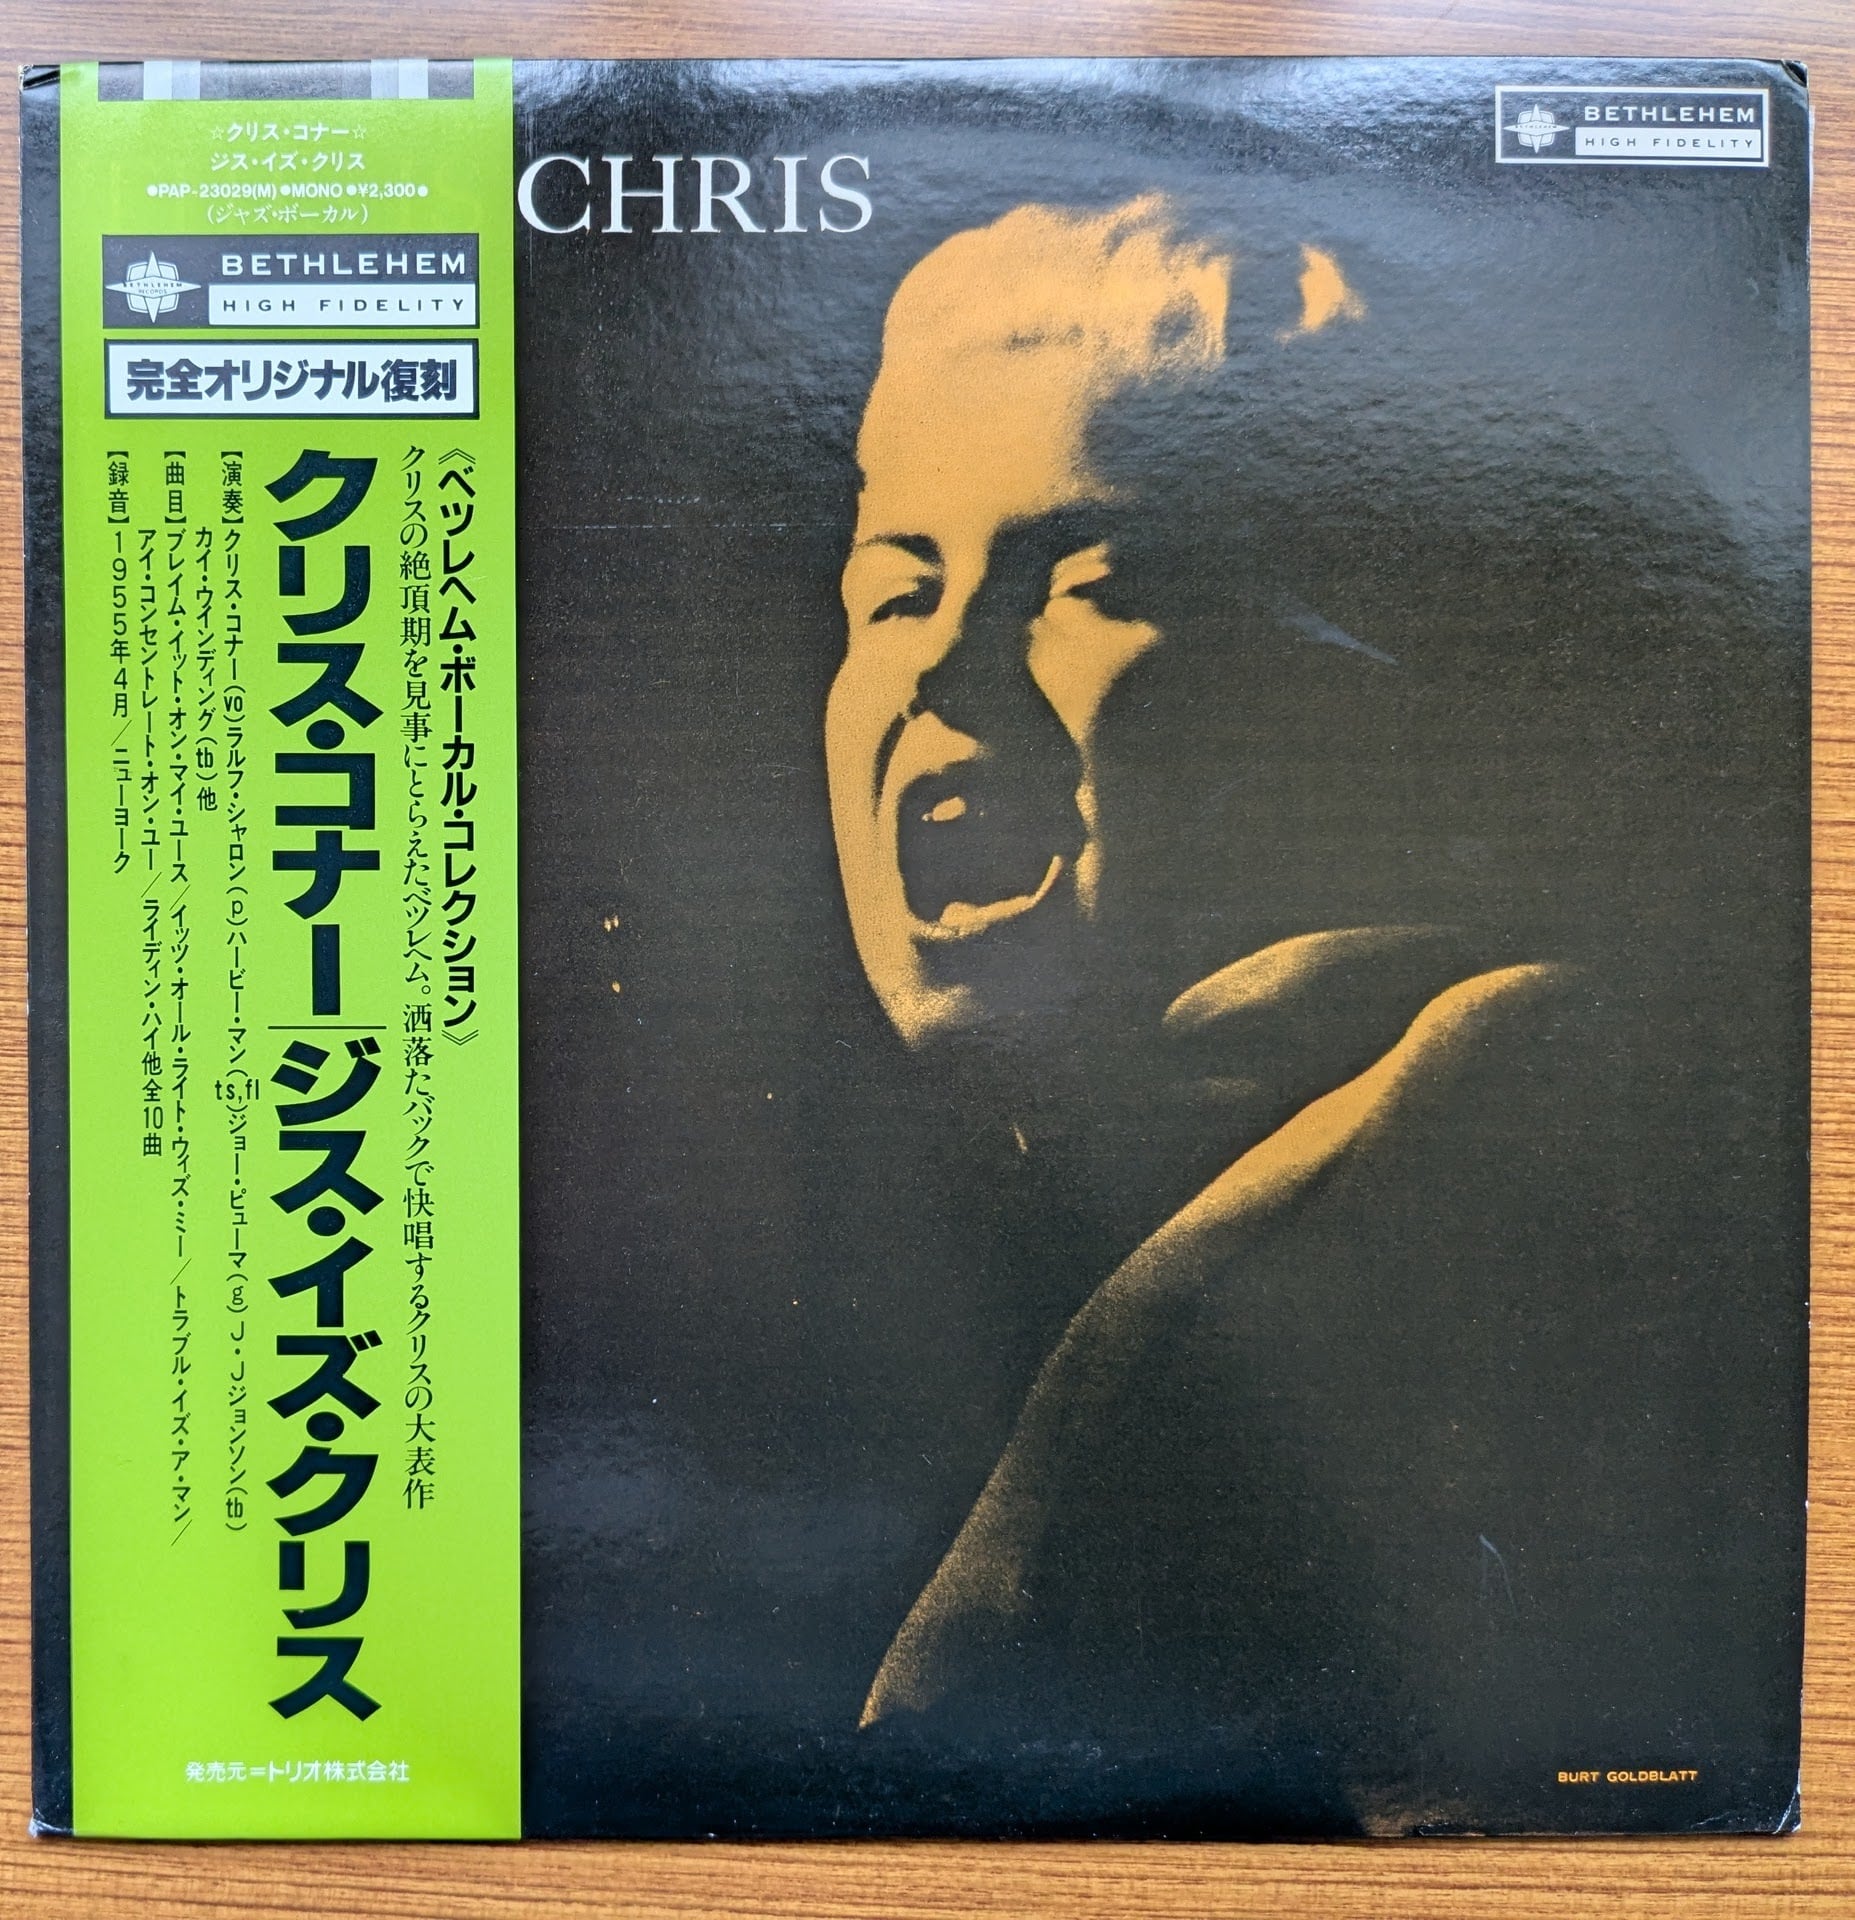 ☆クリス・コナー☆
ジス・イズ・クリス
●PAP-23029(M) ●MONO ●¥2,300●
(ジャズ・ボーカル)
BETHLEHEM RECORDS
BETHLEHEM
HIGH FIDELITY
完全オリジナル復刻
《ベツレヘム・ボーカル・コレクション》
クリスの絶頂期を見事にとらえたベツレヘム。洒落たバックで快唱するクリスの大表作
クリス・コナー/ジス・イズ・クリス
【演奏】クリス・コナー(vo)ラルフ・シャロン(p)ハービー・マン(ts,fl)ジョー・ピューマ(g)J・Jジョンソン(tb)
カイ・ウインディング(tb)他
【曲目】ブレイム・イット・オン・マイ・ユース/イッツ・オール・ライト・ウィズ・ミー/トラブル・イズ・ア・マン/
アイ・コンセントレート・オン・ユー/ライディン・ハイ他全10曲
【録音】1955年4月/ニューヨーク
発売元=トリオ株式会社
CHRIS
BETHLEHEM
HIGH FIDELITY
BURT GOLDBLATT